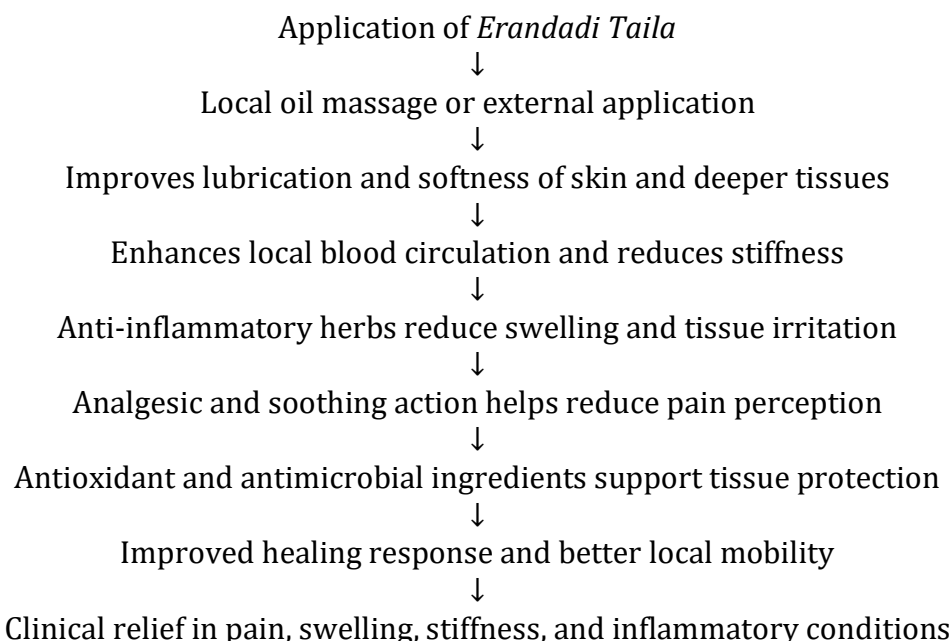 Application of Erandadi Taila
↓
Local oil massage or external application
↓
Improves lubrication and softness of skin and deeper tissues
↓
Enhances local blood circulation and reduces stiffness
↓
Anti-inflammatory herbs reduce swelling and tissue irritation
↓
Analgesic and soothing action helps reduce pain perception
↓
Antioxidant and antimicrobial ingredients support tissue protection
↓
Improved healing response and better local mobility
↓
Clinical relief in pain, swelling, stiffness, and inflammatory conditions